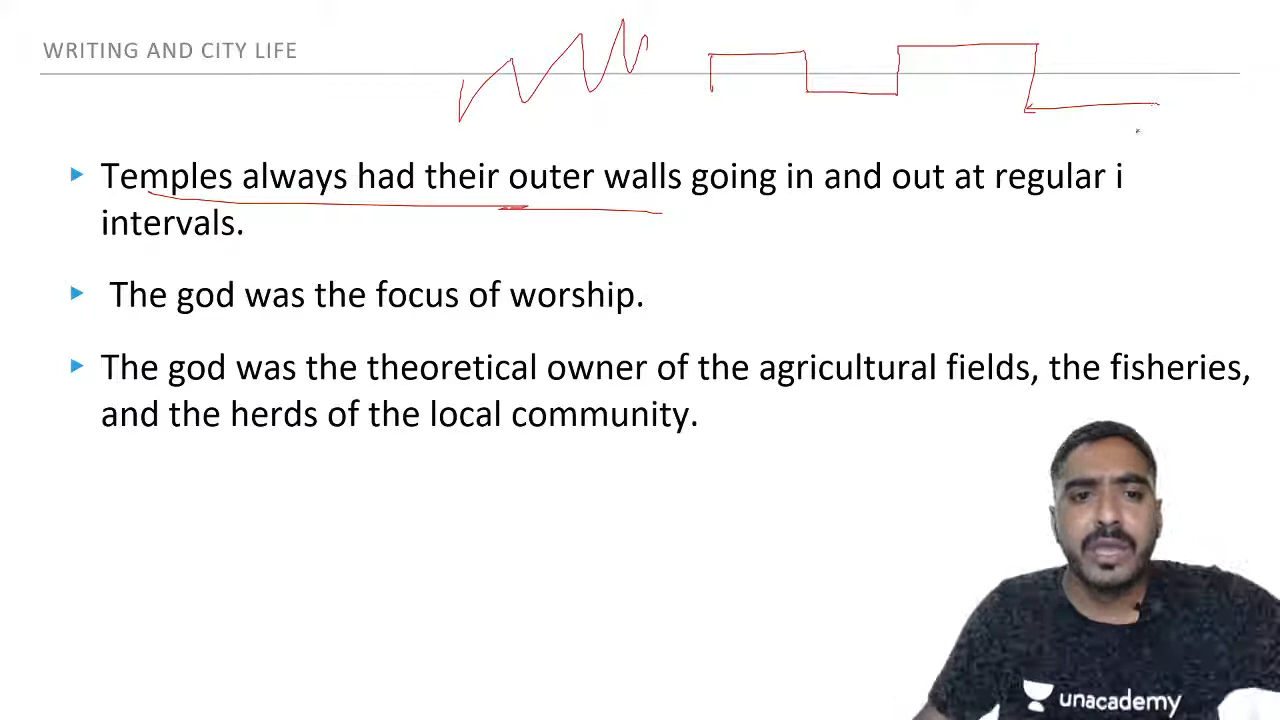 WRITING AND CITY LIFE
Temples always had their outer walls going in and out at regular i
intervals.
The god was the focus of worship.
The god was the theoretical owner of the agricultural fields, the fisheries,
and the herds of the local community.
unacademy